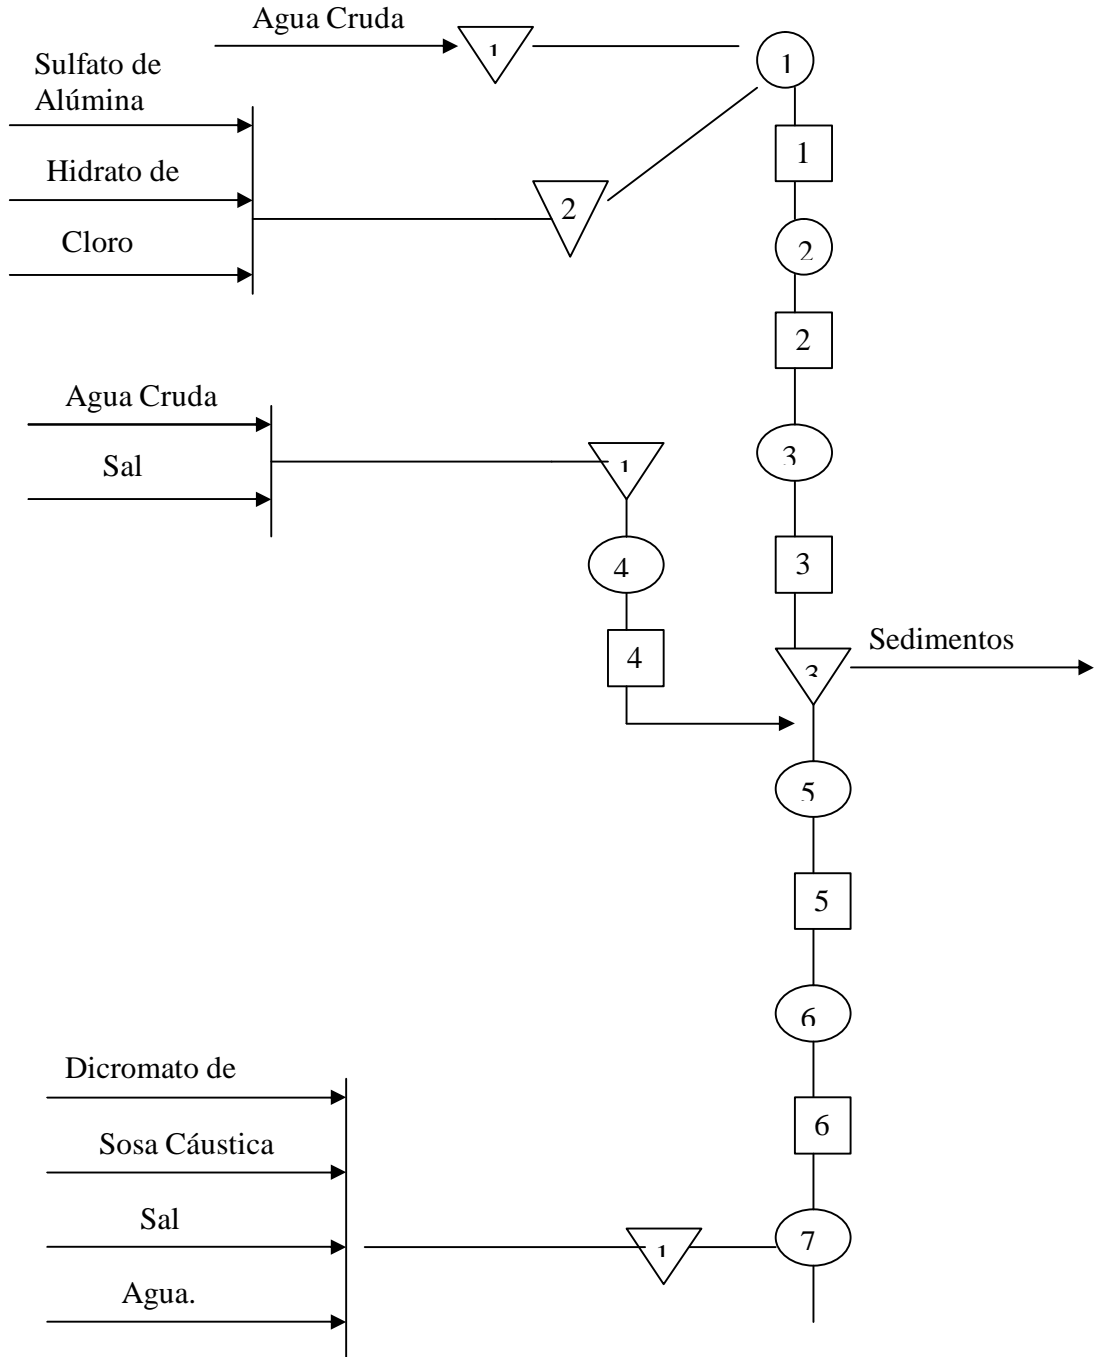 Agua Cruda
1
1
Sulfato de
Alúmina
1
Hidrato de
2
Cloro
2
2
Agua Cruda
3
Sal
1
4
3
4
Sedimentos
3
5
5
6
Dicromato de
6
Sosa Cáustica
Sal
7
1
Agua.